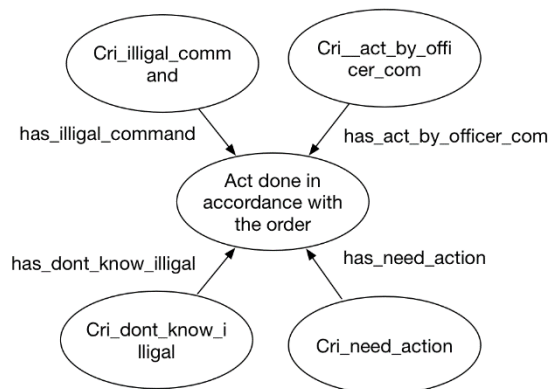 Cri_illigal_comm
and
Cri__act_by_offi
cer_com
has_illigal_command
has_act_by_officer_com
Act done in
accordance with
the order
has_dont_know_illigal
has_need_action
Cri_dont_know_i
lligal
Cri_need_action